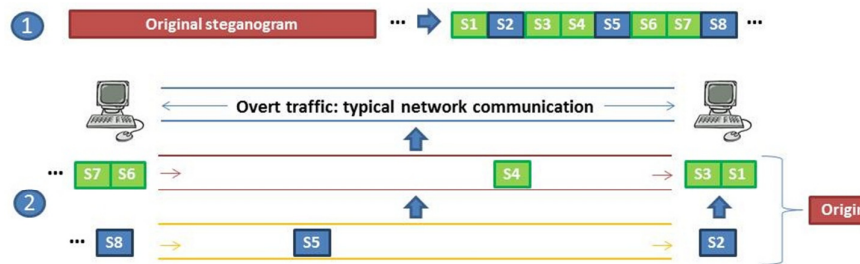 1 Original steganogram ... S1 S2 S3 S4 S5 S6 S7 S8 ...
Overt traffic: typical network communication
... S7 S6 S4 S3 S1
2 Origin
... S8 S5 S2